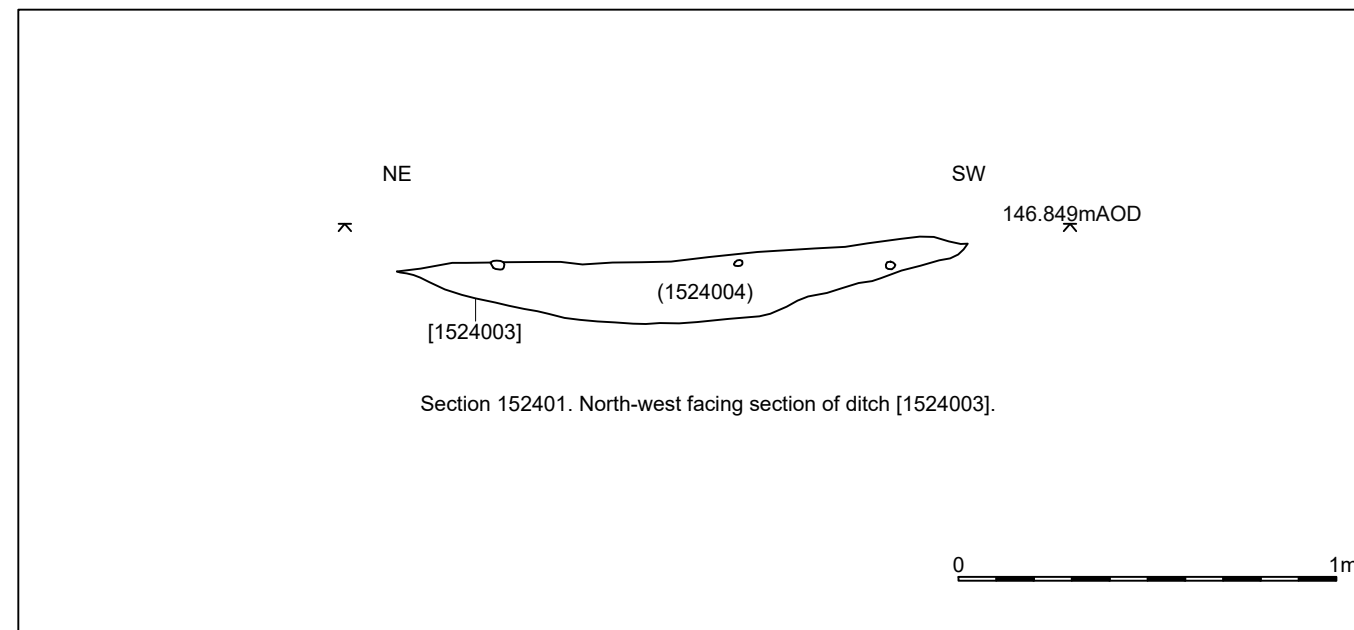 NE
SW
146.849mAOD
(1524004)
[1524003]
Section 152401. North-west facing section of ditch [1524003].
0
1m